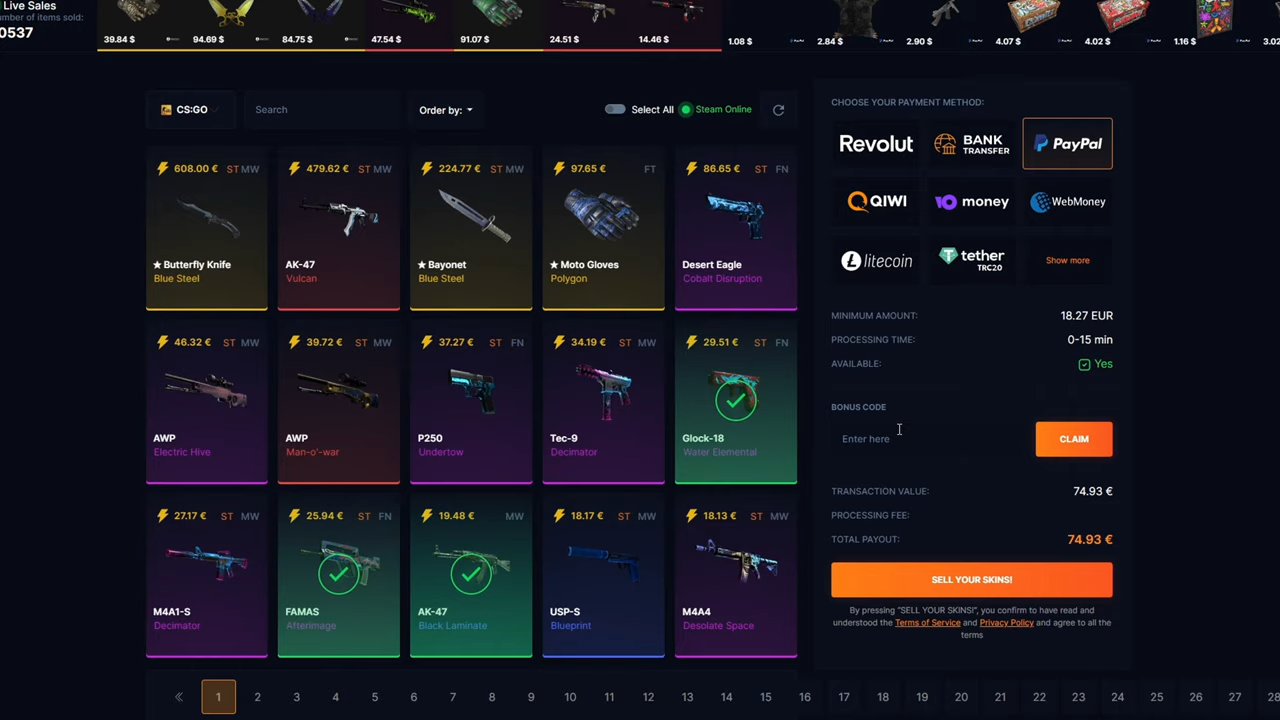 Live Sales
umber of items sold:
0537
39.84 $
94.69 $
84.75 $
47.54 $
91.07 $
24.51 $
14.46 $
1.08 $
2.84 $
2.90 $
4.07 $
4.02 $
1.16 $
3.02
CS:GO
Search
Order by:
Select All
Steam Online
608.00 € ST MW
★ Butterfly Knife
Blue Steel
479.62 € ST MW
AK-47
Vulcan
224.77 € ST MW
★ Bayonet
Blue Steel
97.65 € FT
★ Moto Gloves
Polygon
86.65 € ST FN
Desert Eagle
Cobalt Disruption
46.32 € ST MW
AWP
Electric Hive
39.72 € ST MW
AWP
Man-o'-war
37.27 € ST FN
P250
Undertow
34.19 € ST MW
Tec-9
Decimator
29.51 € ST FN
Glock-18
Water Elemental
27.17 € ST MW
M4A1-S
Decimator
25.94 € ST FN
FAMAS
Afterimage
19.48 € MW
AK-47
Black Laminate
18.17 € ST MW
USP-S
Blueprint
18.13 € ST MW
M4A4
Desolate Space
« 1 2 3 4 5 6 7 8 9 10 11 12 13 14 15 16 17 18 19 20 21 22 23 24 25 26 27 28
CHOOSE YOUR PAYMENT METHOD:
Revolut
BANK
TRANSFER
PayPal
QIWI
money
WebMoney
litecoin
tether
TRC20
Show more
MINIMUM AMOUNT: 18.27 EUR
PROCESSING TIME: 0-15 min
AVAILABLE: Yes
BONUS CODE
Enter here
CLAIM
TRANSACTION VALUE: 74.93 €
PROCESSING FEE:
TOTAL PAYOUT: 74.93 €
SELL YOUR SKINS!
By pressing "SELL YOUR SKINS!", you confirm to have read and
understood the Terms of Service and Privacy Policy and agree to all the
terms